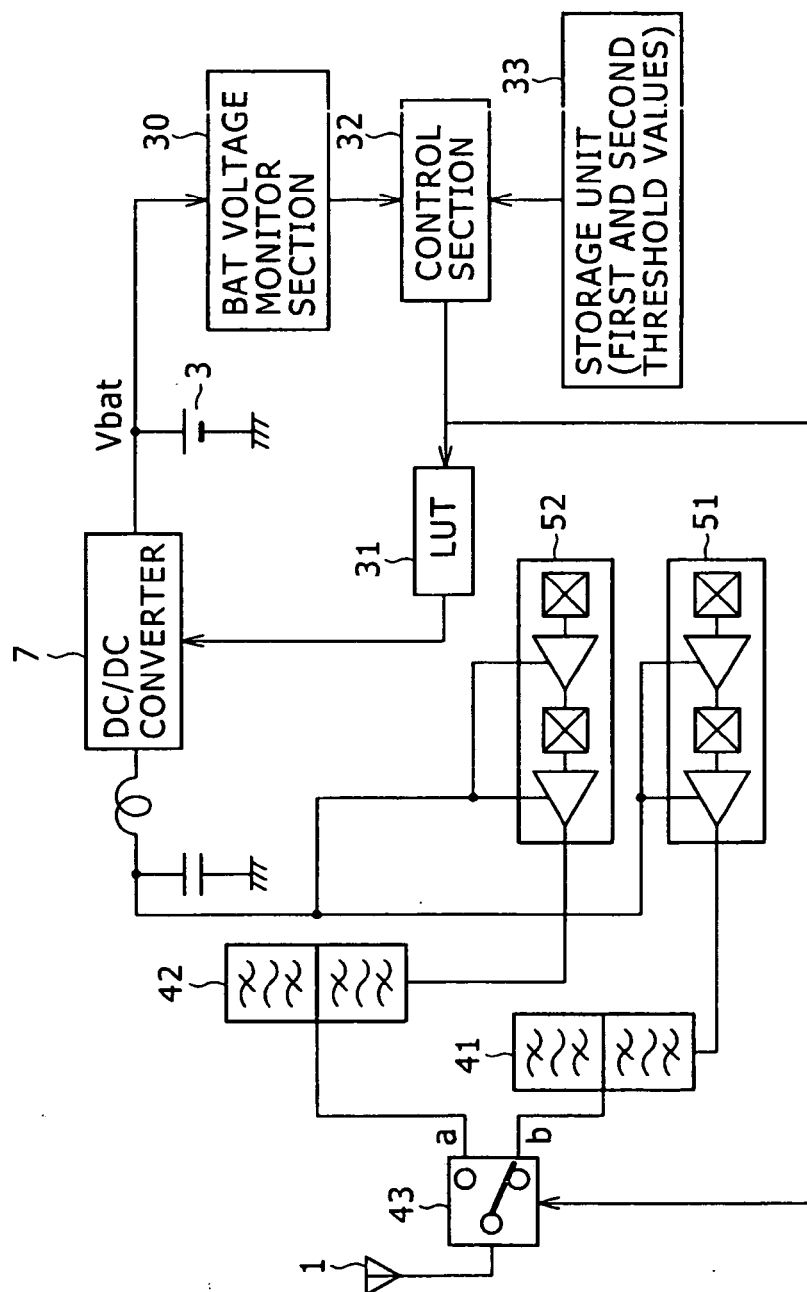 7
DC/DC
CONVERTER
Vbat
3
30
BAT VOLTAGE
MONITOR
SECTION
32
CONTROL
SECTION
33
STORAGE UNIT
(FIRST AND SECOND
THRESHOLD VALUES)
31
LUT
42
52
41
51
1
43
a
b